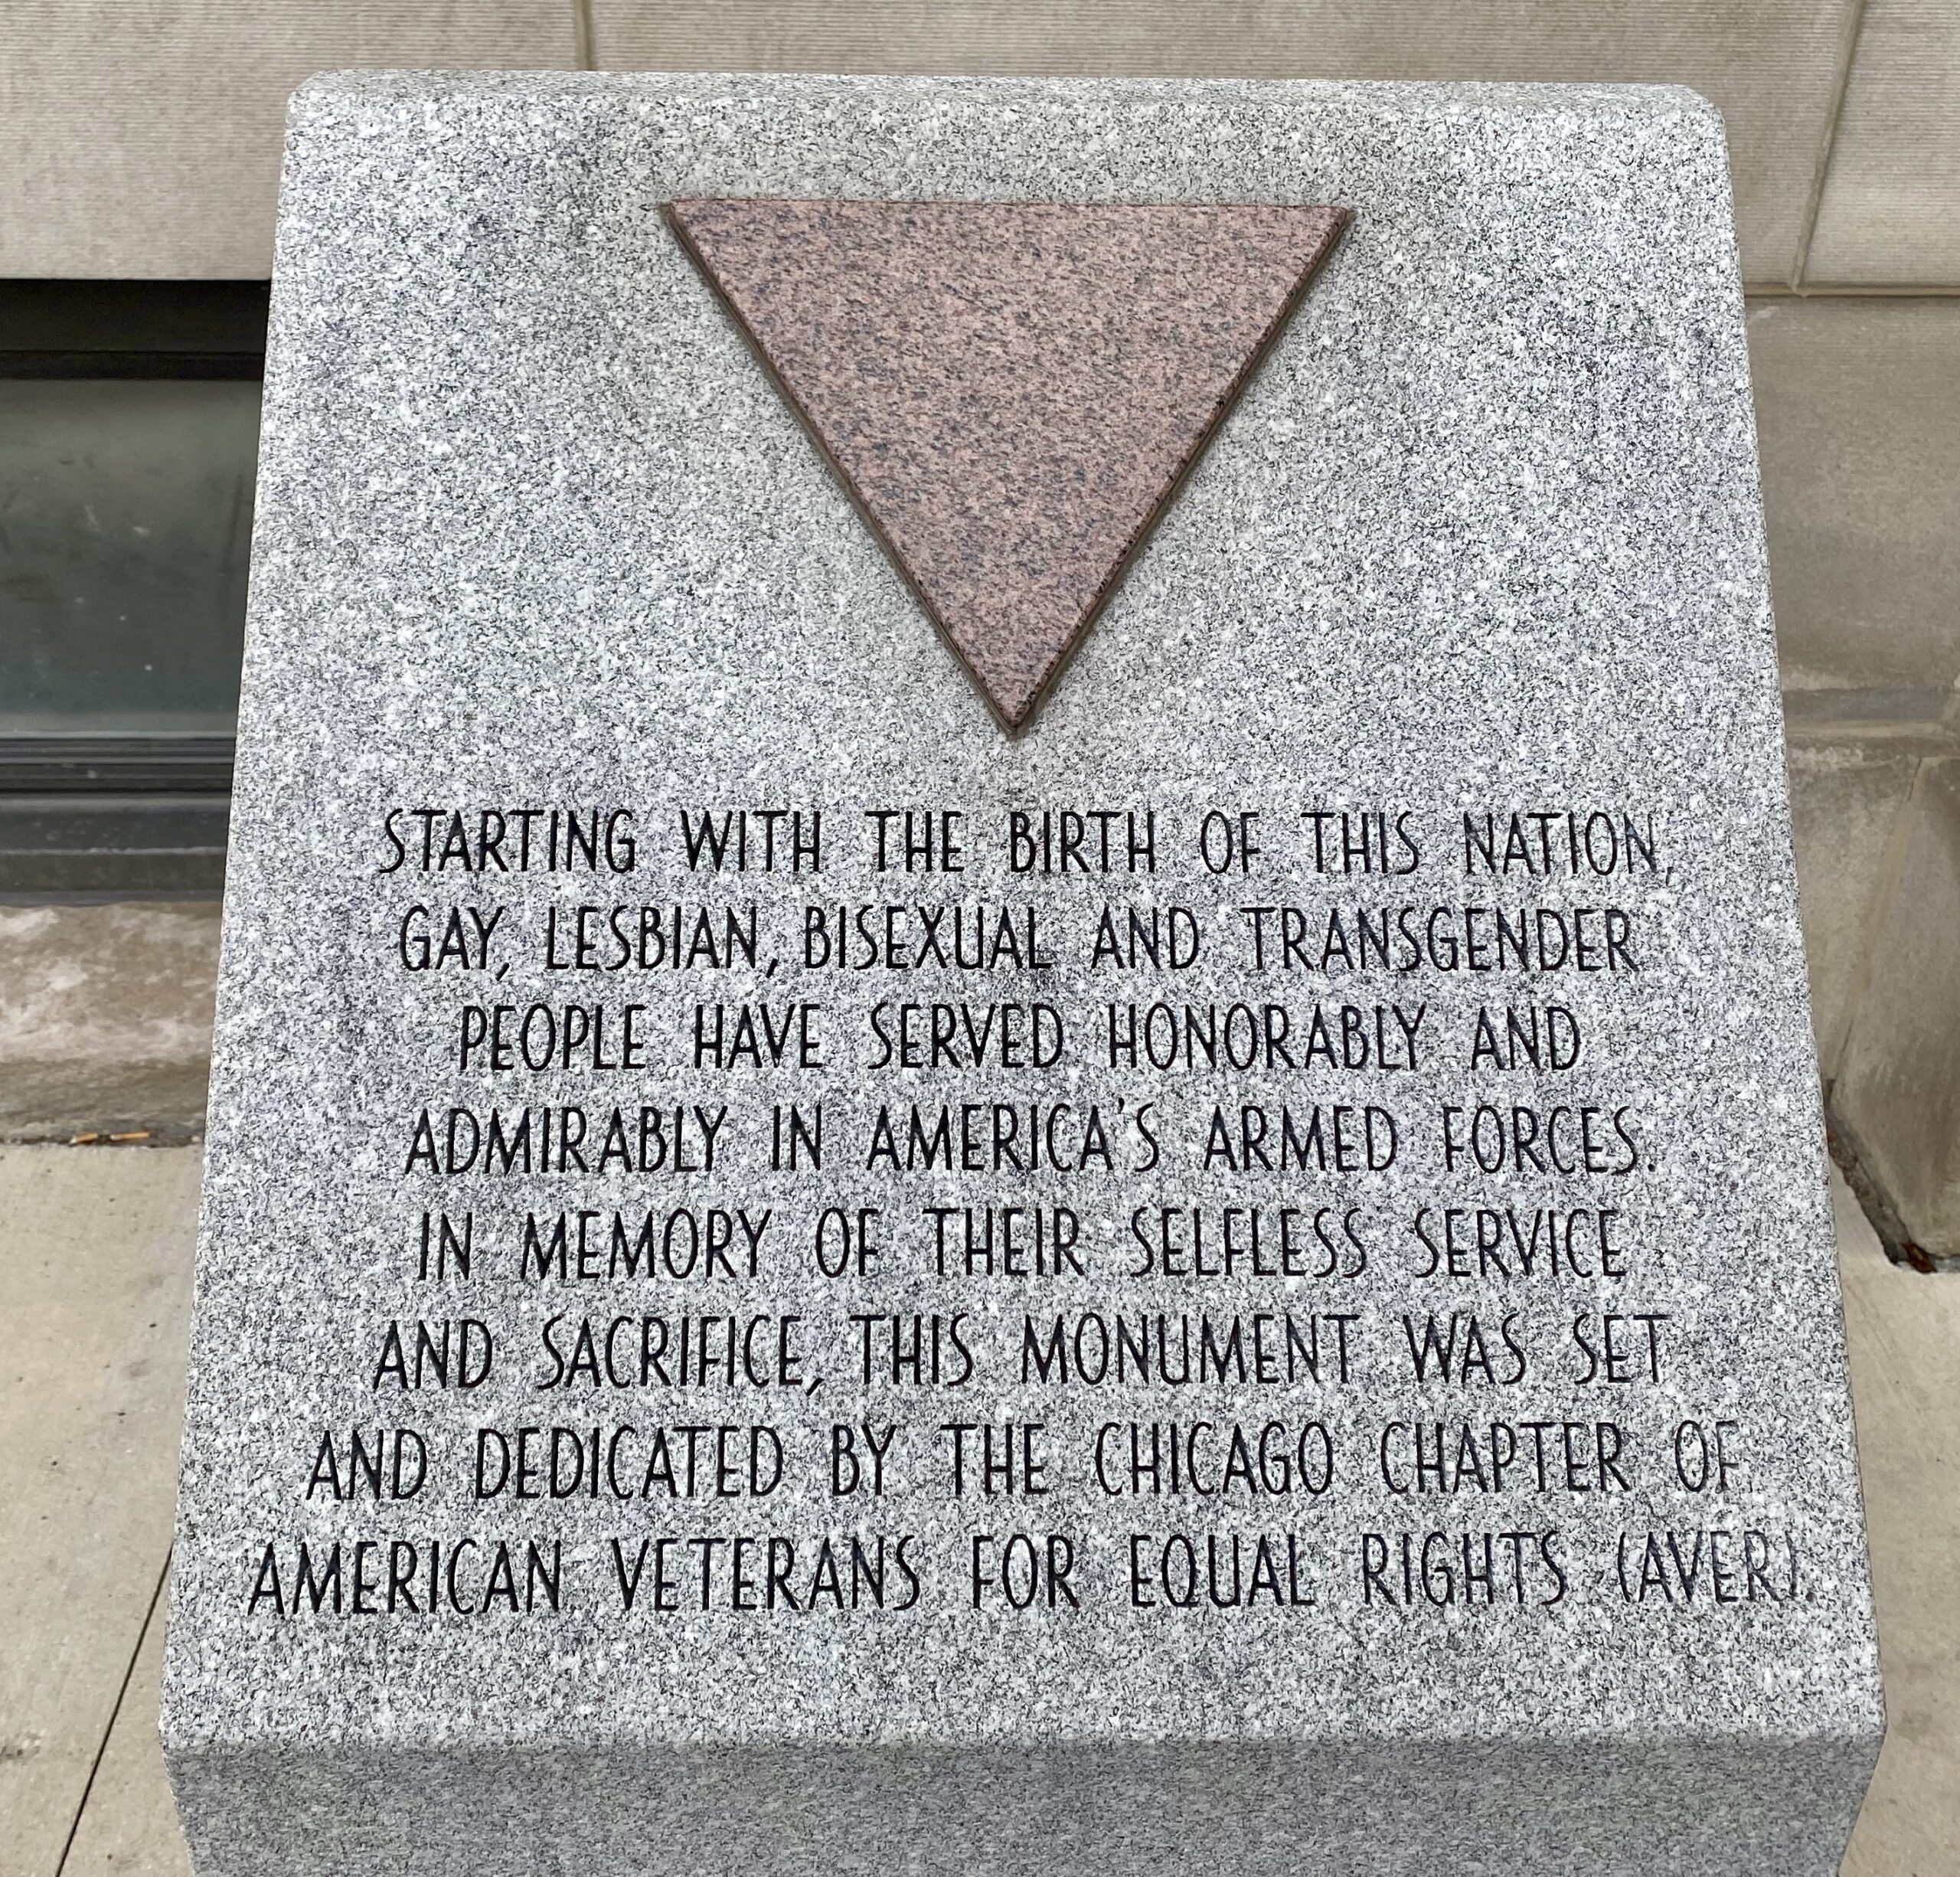 STARTING WITH THE BIRTH OF THIS NATION,
GAY, LESBIAN, BISEXUAL AND TRANSGENDER
PEOPLE HAVE SERVED HONORABLY AND
ADMIRABLY IN AMERICA'S ARMED FORCES.
IN MEMORY OF THEIR SELFLESS SERVICE
AND SACRIFICE, THIS MONUMENT WAS SET
AND DEDICATED BY THE CHICAGO CHAPTER OF
AMERICAN VETERANS FOR EQUAL RIGHTS (AVER).